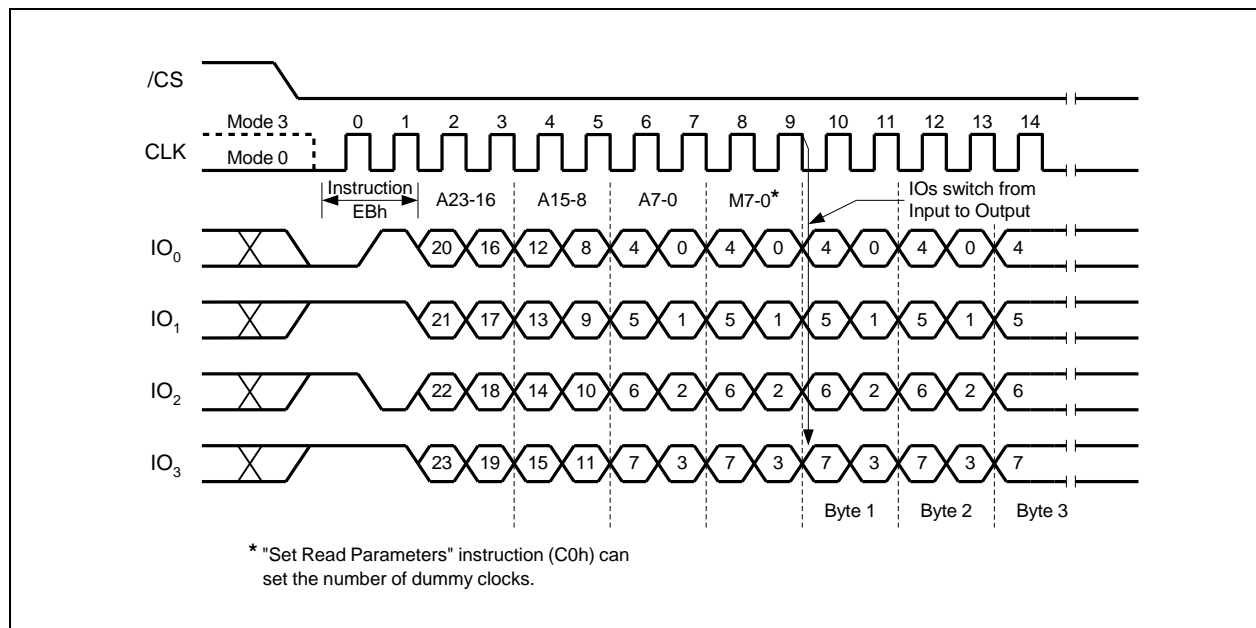 /CS
Mode 3
0 1 2 3 4 5 6 7 8 9 10 11 12 13 14
CLK
Mode 0
Instruction
EBh
A23-16 A15-8 A7-0 M7-0*
IOs switch from
Input to Output
IO0 20 16 12 8 4 0 4 0 4 0 4 0 4
IO1 21 17 13 9 5 1 5 1 5 1 5 1 5
IO2 22 18 14 10 6 2 6 2 6 2 6 2 6
IO3 23 19 15 11 7 3 7 3 7 3 7 3 7
Byte 1 Byte 2 Byte 3
* "Set Read Parameters" instruction (C0h) can
set the number of dummy clocks.